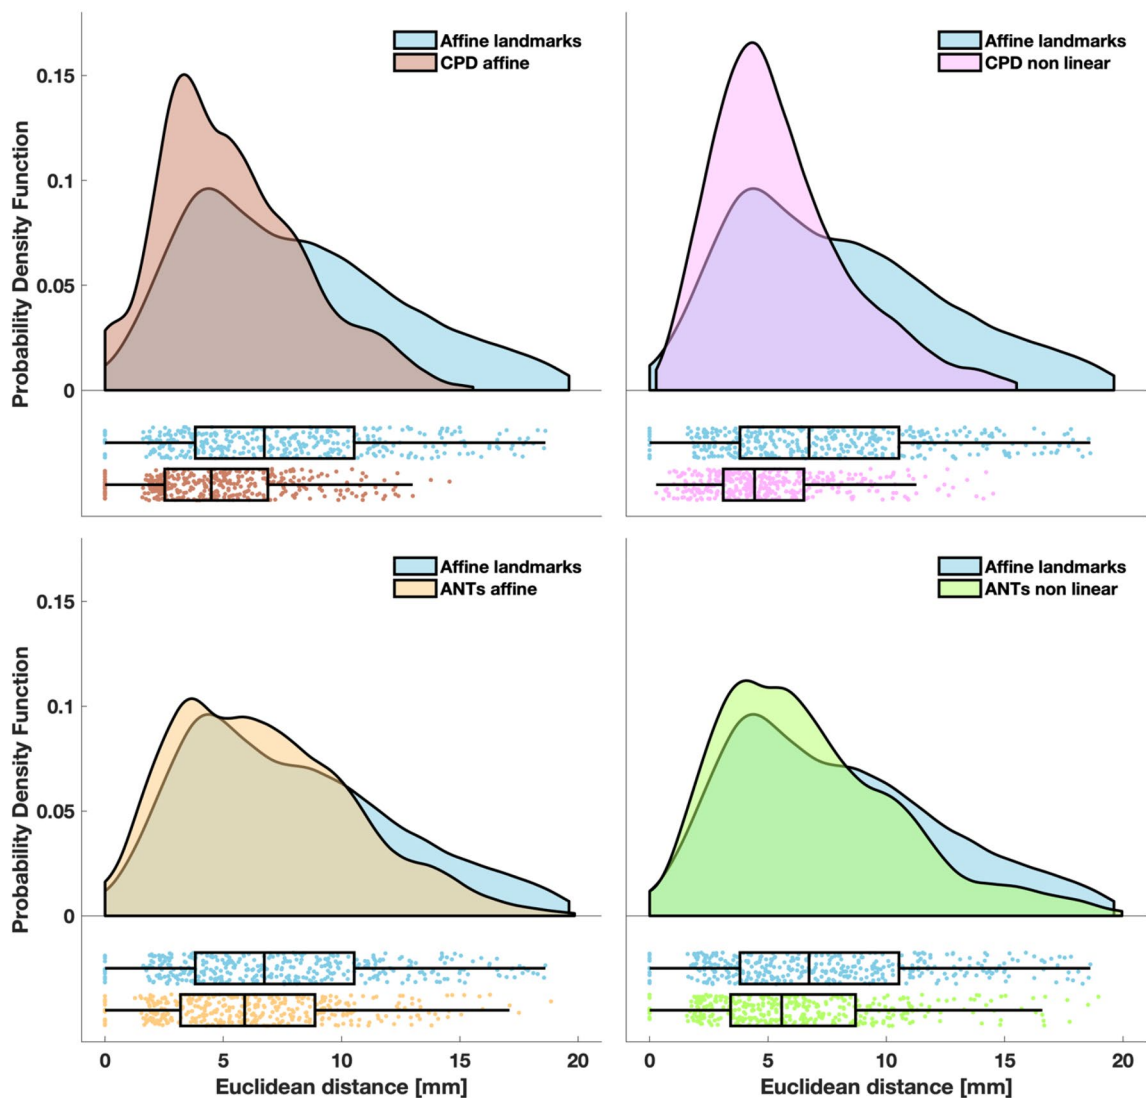 Affine landmarks
CPD affine
Affine landmarks
CPD non linear
0.15
0.1
0.05
0
Probability Density Function
Affine landmarks
ANTs affine
Affine landmarks
ANTs non linear
0.15
0.1
0.05
0
Probability Density Function
0 5 10 15 20
0 5 10 15 20
Euclidean distance [mm]
Euclidean distance [mm]